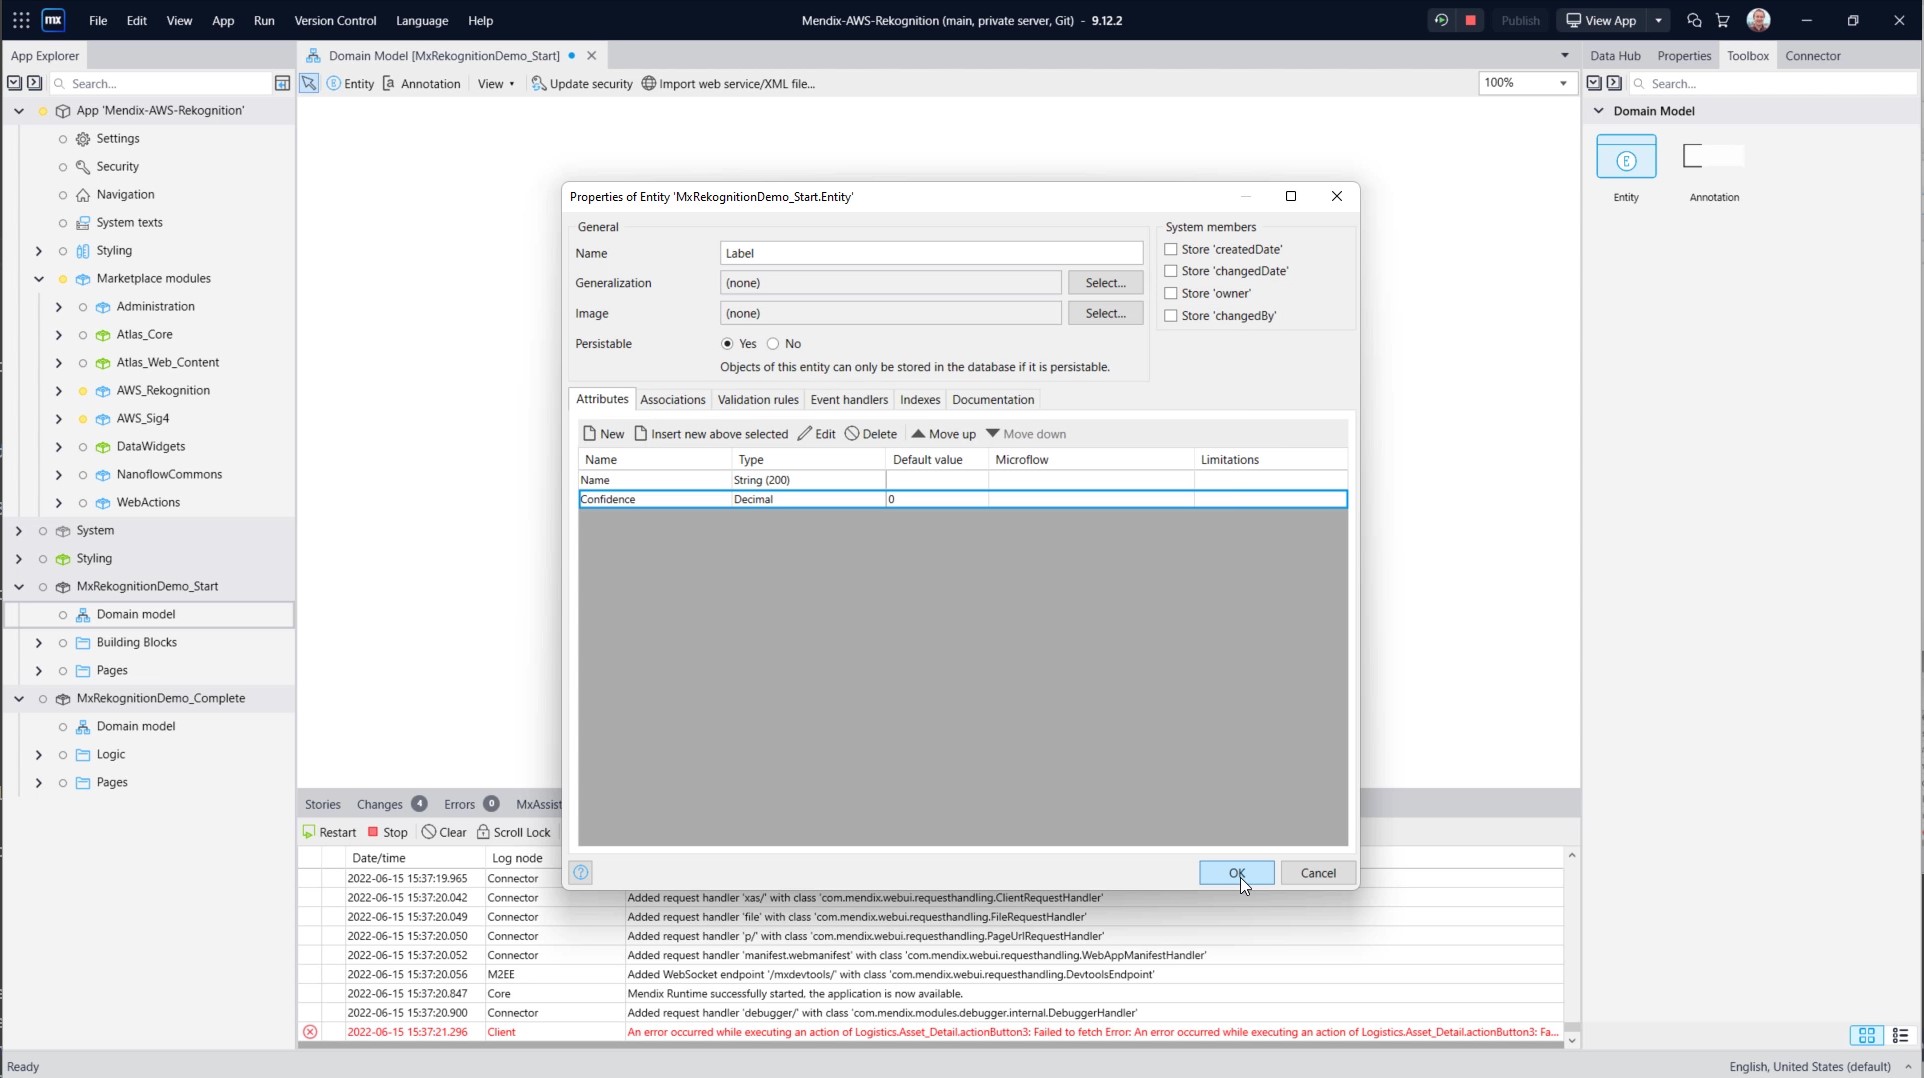 mx File Edit View App Run Version Control Language Help
Mendix-AWS-Rekognition (main, private server, Git) - 9.12.2
Publish View App
App Explorer
Domain Model [MxRekognitionDemo_Start]
Data Hub Properties Toolbox Connector
Search...
Entity Annotation View Update security Import web service/XML file...
100%
Search...
App 'Mendix-AWS-Rekognition'
Settings
Security
Navigation
System texts
Styling
Marketplace modules
Administration
Atlas_Core
Atlas_Web_Content
AWS_Rekognition
AWS_Sig4
DataWidgets
NanoflowCommons
WebActions
System
Styling
MxRekognitionDemo_Start
Domain model
Building Blocks
Pages
MxRekognitionDemo_Complete
Domain model
Logic
Pages
Domain Model
E
Entity Annotation
Properties of Entity 'MxRekognitionDemo_Start.Entity'
General
Name Label
Generalization (none) Select...
Image (none) Select...
Persistable Yes No
Objects of this entity can only be stored in the database if it is persistable.
System members
Store 'createdDate'
Store 'changedDate'
Store 'owner'
Store 'changedBy'
Attributes Associations Validation rules Event handlers Indexes Documentation
New Insert new above selected Edit Delete Move up Move down
Name Type Default value Microflow Limitations
Name String (200)
Confidence Decimal 0
? OK Cancel
Stories Changes 4 Errors 0 MxAssist
Restart Stop Clear Scroll Lock
Date/time Log node
2022-06-15 15:37:19.965 Connector
2022-06-15 15:37:20.042 Connector Added request handler 'xas/' with class 'com.mendix.webui.requesthandling.ClientRequestHandler'
2022-06-15 15:37:20.049 Connector Added request handler 'file' with class 'com.mendix.webui.requesthandling.FileRequestHandler'
2022-06-15 15:37:20.050 Connector Added request handler 'p/' with class 'com.mendix.webui.requesthandling.PageUrlRequestHandler'
2022-06-15 15:37:20.052 Connector Added request handler 'manifest.webmanifest' with class 'com.mendix.webui.requesthandling.WebAppManifestHandler'
2022-06-15 15:37:20.056 M2EE Added WebSocket endpoint '/mxdevtools/' with class 'com.mendix.webui.requesthandling.DevtoolsEndpoint'
2022-06-15 15:37:20.847 Core Mendix Runtime successfully started, the application is now available.
2022-06-15 15:37:20.900 Connector Added request handler 'debugger/' with class 'com.mendix.modules.debugger.internal.DebuggerHandler'
2022-06-15 15:37:21.296 Client An error occurred while executing an action of Logistics.Asset_Detail.actionButton3: Failed to fetch Error: An error occurred while executing an action of Logistics.Asset_Detail.actionButton3: Fa...
Ready
English, United States (default)